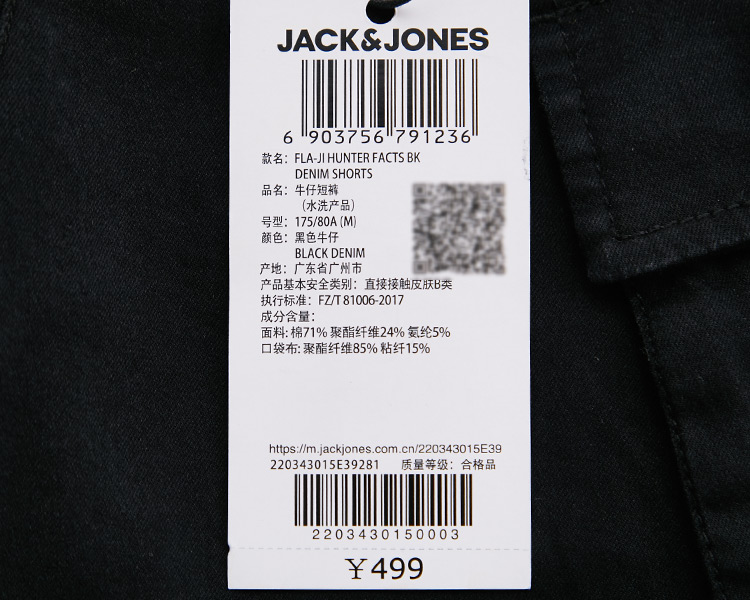 JACK&JONES
6 903756 791236
款名: FLA-JI HUNTER FACTS BK
DENIM SHORTS
品名: 牛仔短裤
（水洗产品）
号型: 175/80A (M)
颜色: 黑色牛仔
BLACK DENIM
产地: 广东省广州市
产品基本安全类别: 直接接触皮肤B类
执行标准: FZ/T 81006-2017
成分含量:
面料: 棉71% 聚酯纤维24% 氨纶5%
口袋布: 聚酯纤维85% 粘纤15%
https://m.jackjones.com.cn/220343015E39
220343015E39281 质量等级: 合格品
2203430150003
￥499